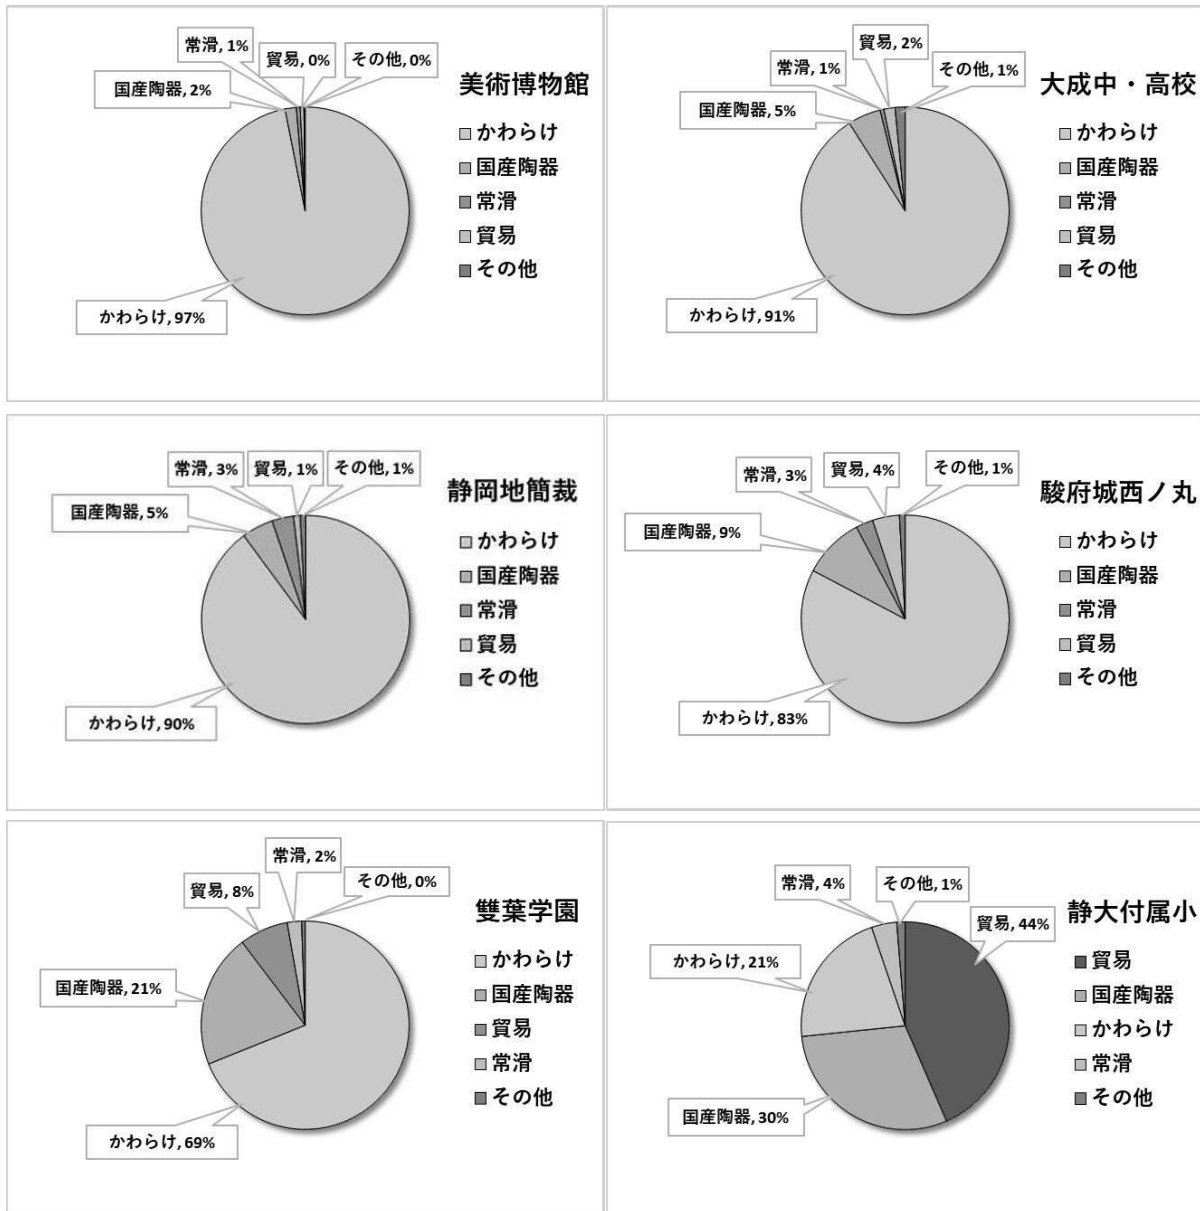 美術博物館
常滑, 1%
貿易, 0%
その他, 0%
国産陶器, 2%
かわらけ, 97%
かわらけ
国産陶器
常滑
貿易
その他
大成中・高校
貿易, 2%
常滑, 1%
その他, 1%
国産陶器, 5%
かわらけ, 91%
かわらけ
国産陶器
常滑
貿易
その他
静岡地簡裁
常滑, 3%
貿易, 1%
その他, 1%
国産陶器, 5%
かわらけ, 90%
かわらけ
国産陶器
常滑
貿易
その他
駿府城西ノ丸
常滑, 3%
貿易, 4%
その他, 1%
国産陶器, 9%
かわらけ, 83%
かわらけ
国産陶器
常滑
貿易
その他
雙葉学園
常滑, 2%
貿易, 8%
その他, 0%
国産陶器, 21%
かわらけ, 69%
かわらけ
国産陶器
貿易
常滑
その他
静大付属小
常滑, 4%
その他, 1%
貿易, 44%
かわらけ, 21%
国産陶器, 30%
貿易
国産陶器
かわらけ
常滑
その他